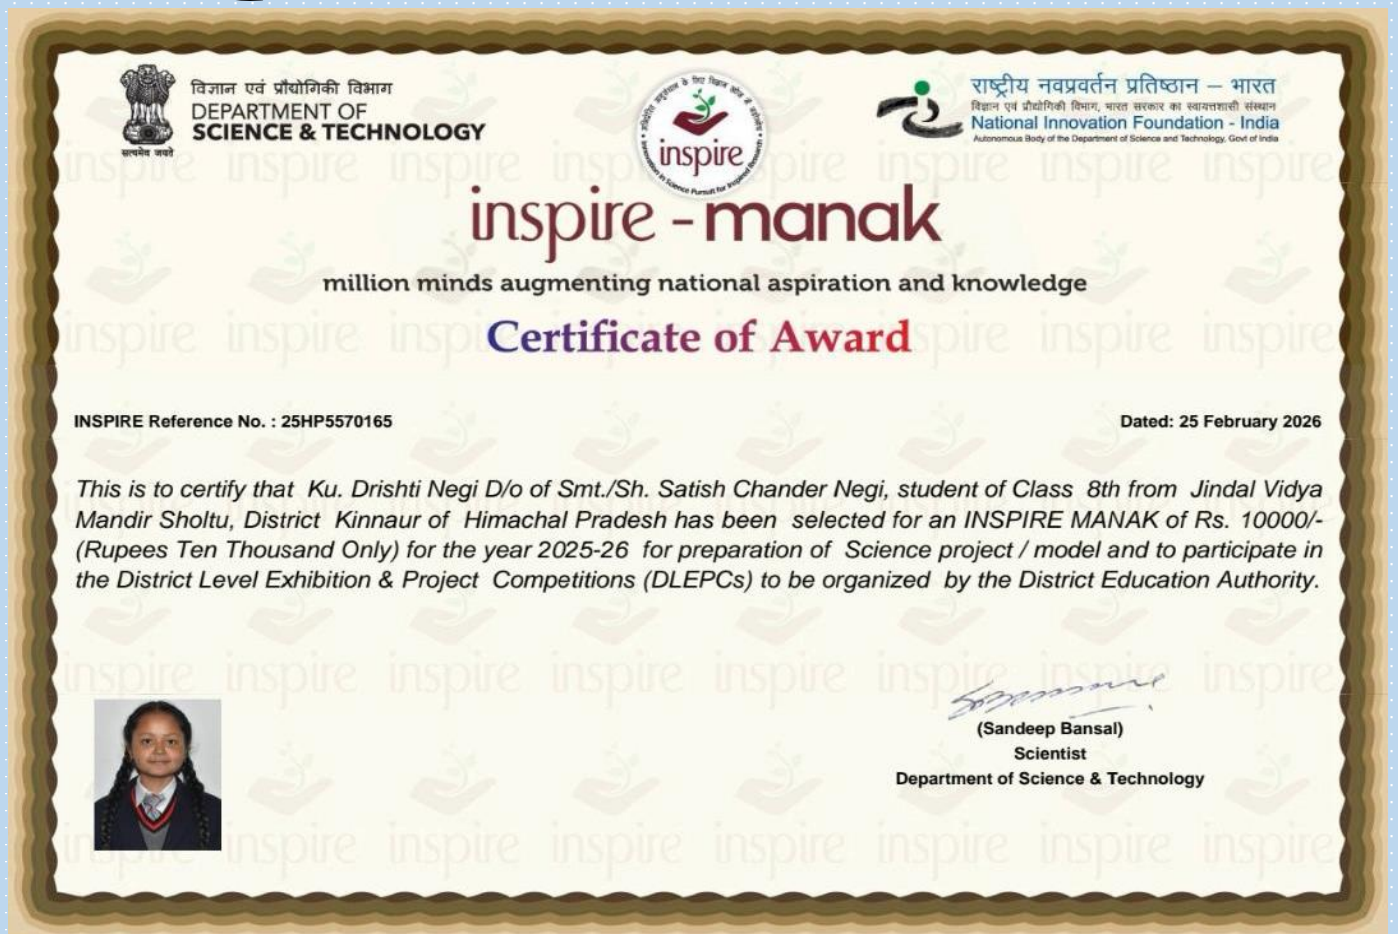 विज्ञान एवं प्रौद्योगिकी विभाग
DEPARTMENT OF
SCIENCE & TECHNOLOGY
सत्यमेव जयते
inspire
Innovation in Science Pursuit for Inspired Research
राष्ट्रीय नवप्रवर्तन प्रतिष्ठान – भारत
विज्ञान एवं प्रौद्योगिकी विभाग, भारत सरकार का स्वायत्तशासी संस्थान
National Innovation Foundation - India
Autonomous Body of the Department of Science and Technology, Govt of India
inspire - manak
million minds augmenting national aspiration and knowledge
Certificate of Award
INSPIRE Reference No. : 25HP5570165
Dated: 25 February 2026
This is to certify that Ku. Drishti Negi D/o of Smt./Sh. Satish Chander Negi, student of Class 8th from Jindal Vidya
Mandir Sholtu, District Kinnaur of Himachal Pradesh has been selected for an INSPIRE MANAK of Rs. 10000/-
(Rupees Ten Thousand Only) for the year 2025-26 for preparation of Science project / model and to participate in
the District Level Exhibition & Project Competitions (DLEPCs) to be organized by the District Education Authority.
(Sandeep Bansal)
Scientist
Department of Science & Technology